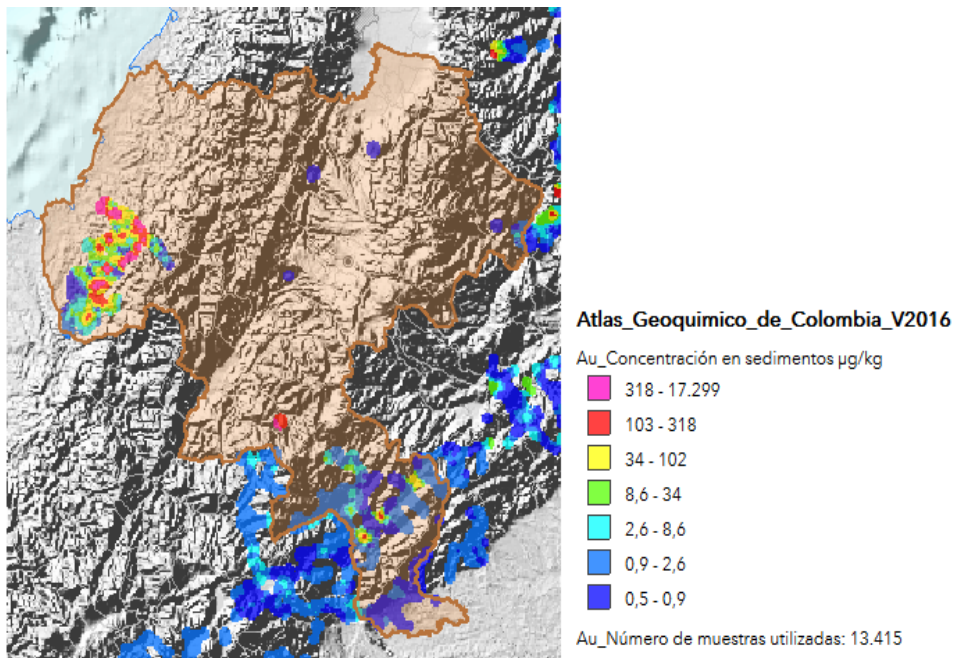 Atlas_Geoquimico_de_Colombia_V2016
Au_Concentración en sedimentos µg/kg
318 - 17.299
103 - 318
34 - 102
8,6 - 34
2,6 - 8,6
0,9 - 2,6
0,5 - 0,9
Au_Número de muestras utilizadas: 13.415